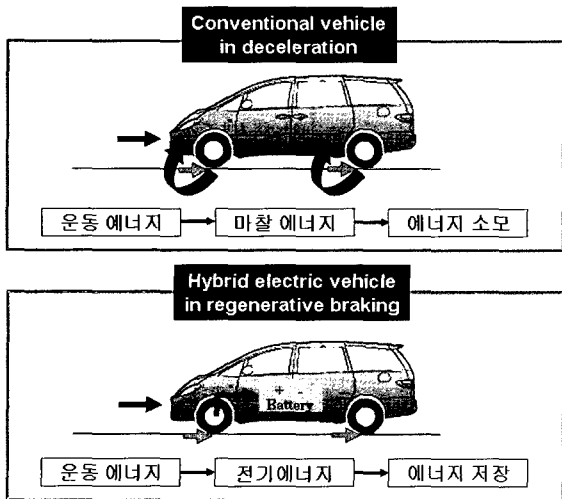 Conventional vehicle
in deceleration
운동 에너지 마찰 에너지 에너지 소모
Hybrid electric vehicle
in regenerative braking
+ -
Battery
운동 에너지 전기에너지 에너지 저장